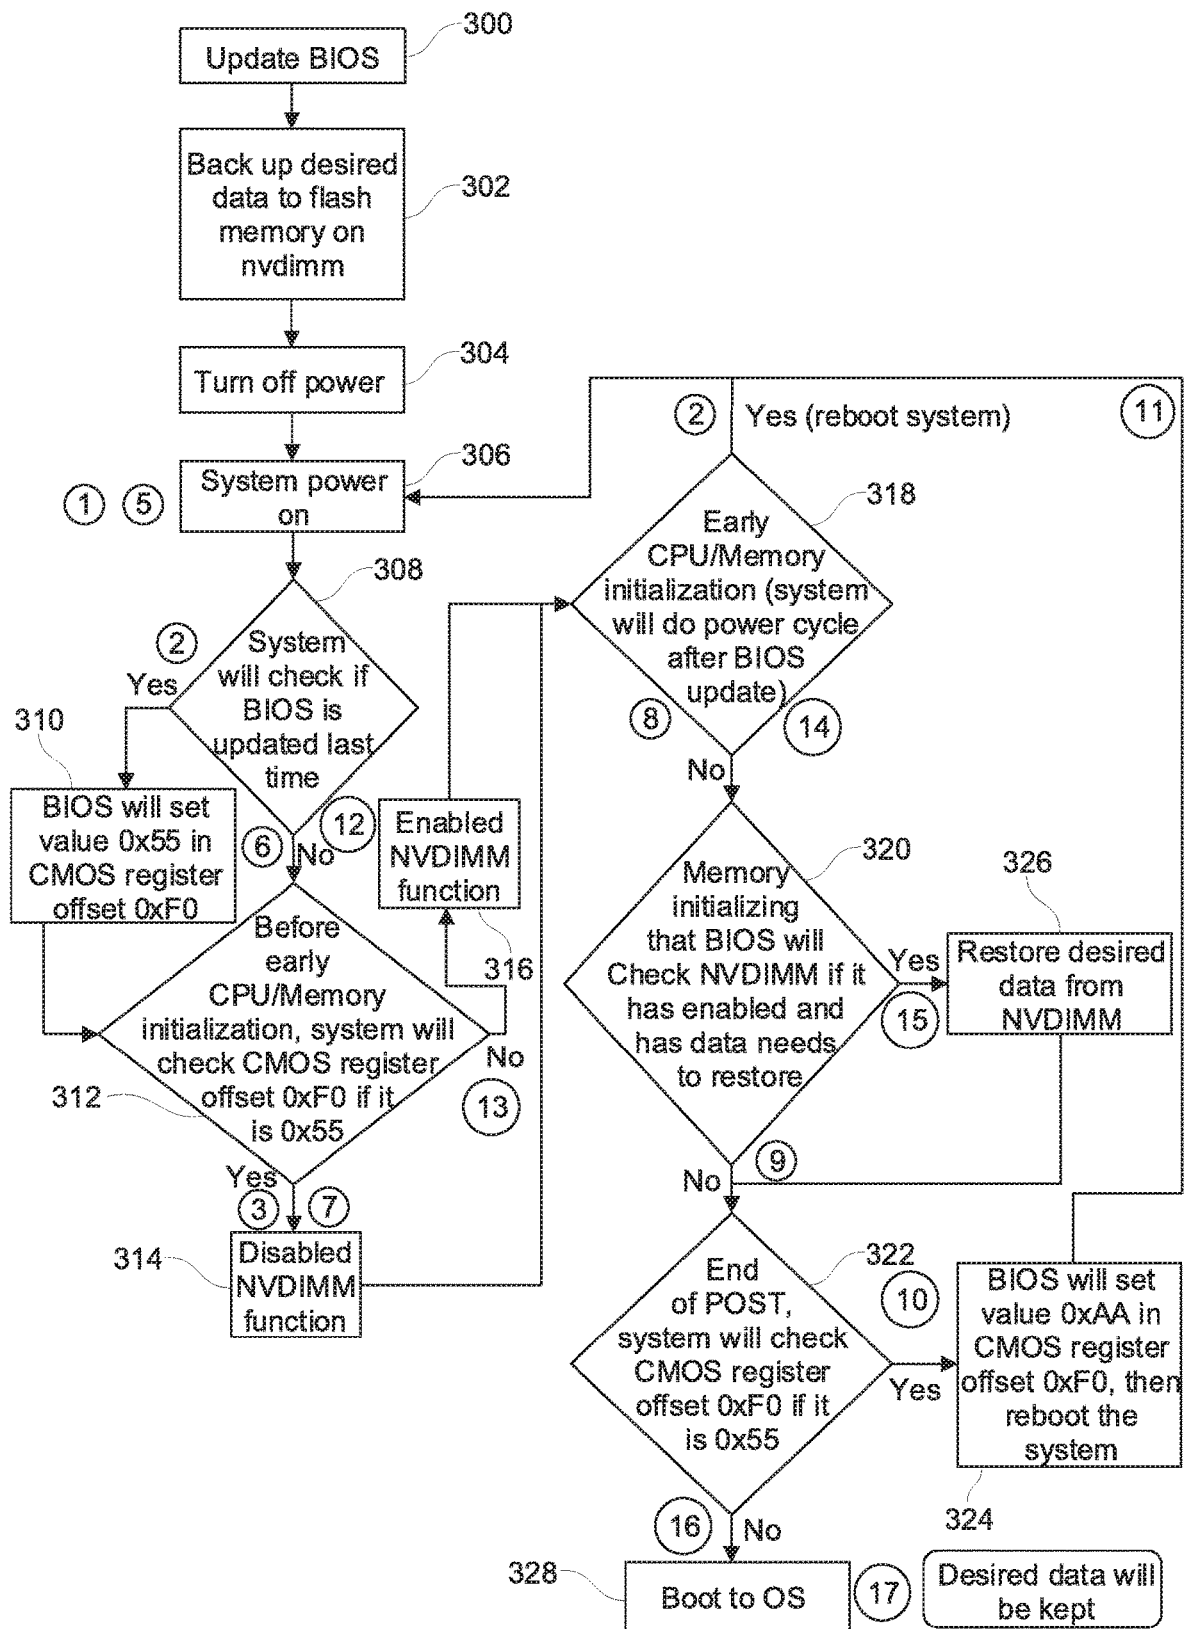 300
Update BIOS
Back up desired
data to flash
memory on
nvdimm
302
304
Turn off power
306
System power
on
1
5
308
2
Yes
System
will check if
BIOS is
updated last
time
310
BIOS will set
value 0x55 in
CMOS register
offset 0xF0
6
No
12
Enabled
NVDIMM
function
316
Before
early
CPU/Memory
initialization, system will
check CMOS register
offset 0xF0 if it
is 0x55
312
No
13
Yes
3
7
314
Disabled
NVDIMM
function
2
Yes (reboot system)
11
318
Early
CPU/Memory
initialization (system
will do power cycle
after BIOS
update)
8
14
No
320
Memory
initializing
that BIOS will
Check NVDIMM if it
has enabled and
has data needs
to restore
Yes
15
326
Restore desired
data from
NVDIMM
No
9
322
End
of POST,
system will check
CMOS register
offset 0xF0 if it
is 0x55
10
Yes
BIOS will set
value 0xAA in
CMOS register
offset 0xF0, then
reboot the
system
324
16
No
328
Boot to OS
17
Desired data will
be kept